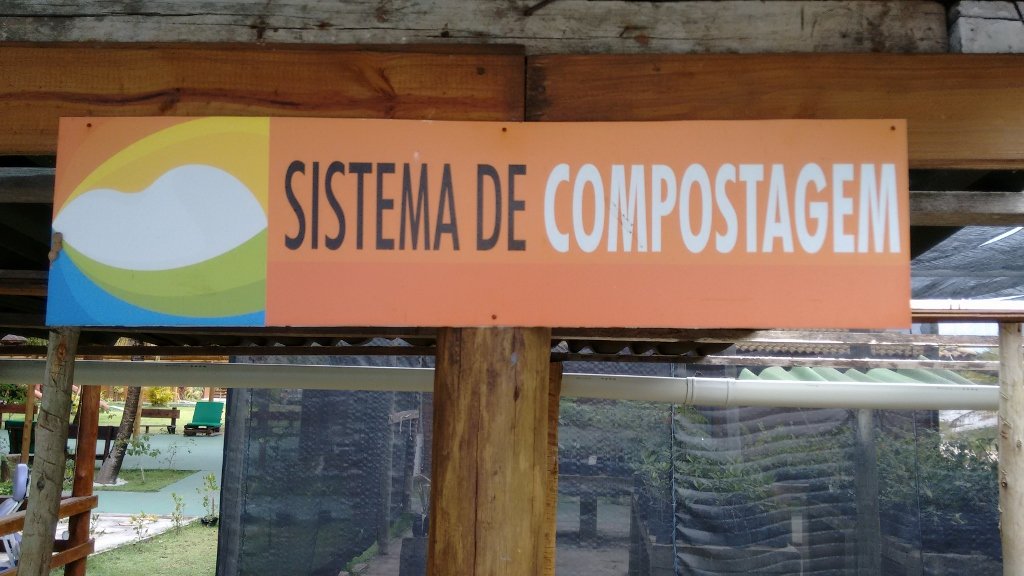 SISTEMA DE COMPOSTAGEM